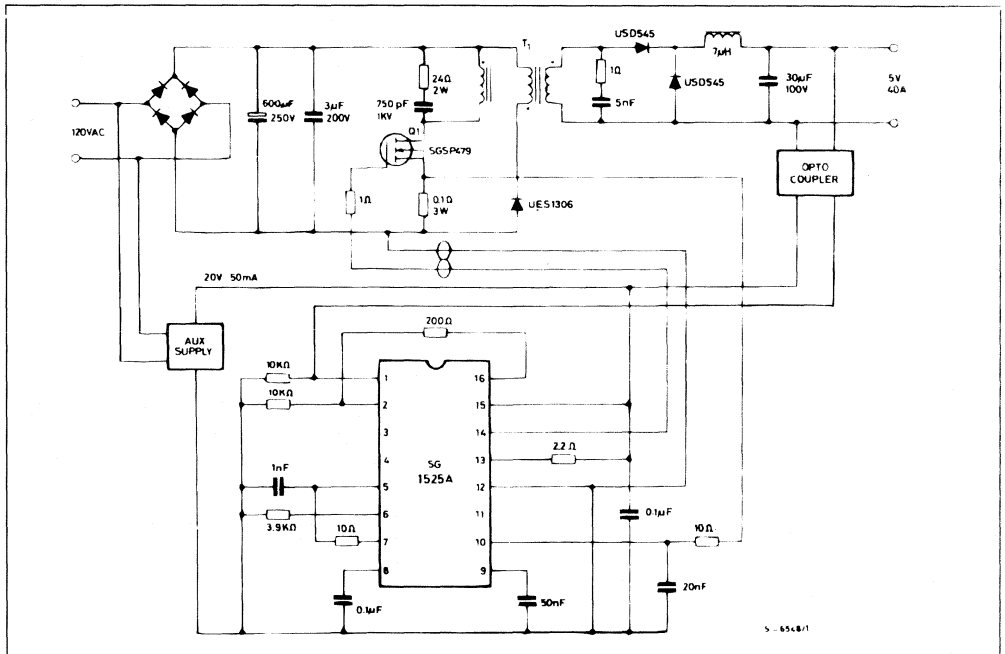 T1
USD545
7µH
1Ω
USD545
5nF
30µF
100V
5V
40A
24Ω
2W
600µF
250V
3µF
200V
750 pF
1KV
120VAC
Q1
SGSP479
OPTO
COUPLER
1Ω
0.1Ω
3W
UES1306
20V 50mA
AUX
SUPPLY
200Ω
10KΩ
10KΩ
1 16
2 15
3 14
4 13
5 12
6 11
7 10
8 9
SG
1525A
2.2Ω
1nF
3.9KΩ
10Ω
0.1µF
10Ω
0.1µF
50nF
20nF
S-6548/1